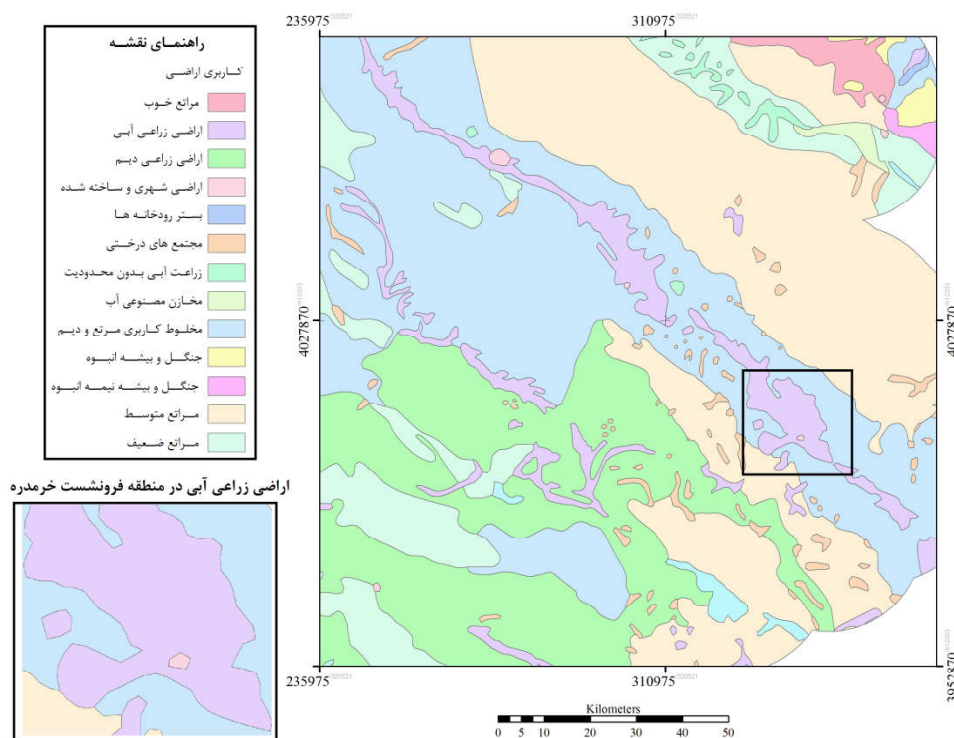 راهنمای نقشه
کاربری اراضی
مراتع خوب
اراضی زراعی آبی
اراضی زراعی دیم
اراضی شهری و ساخته شده
بستر رودخانه ها
مجتمع های درختی
زراعت آبی بدون محدودیت
مخازن مصنوعی آب
مخلوط کاربری مرتع و دیم
جنگل و بیشه انبوه
جنگل و بیشه نیمه انبوه
مراتع متوسط
مراتع ضعیف
اراضی زراعی آبی در منطقه فرونشست خرمدره
235975
310975
4027870
4027870
3952870
235975
310975
Kilometers
0 5 10 20 30 40 50